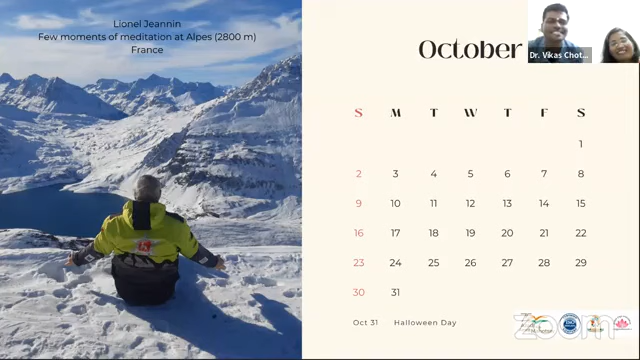 Lionel Jeannin
Few moments of meditation at Alpes (2800 m)
France
October
Dr. Vikas Chot...
S M T W T F S
1
2 3 4 5 6 7 8
9 10 11 12 13 14 15
16 17 18 19 20 21 22
23 24 25 26 27 28 29
30 31
Oct 31 Halloween Day
zoom